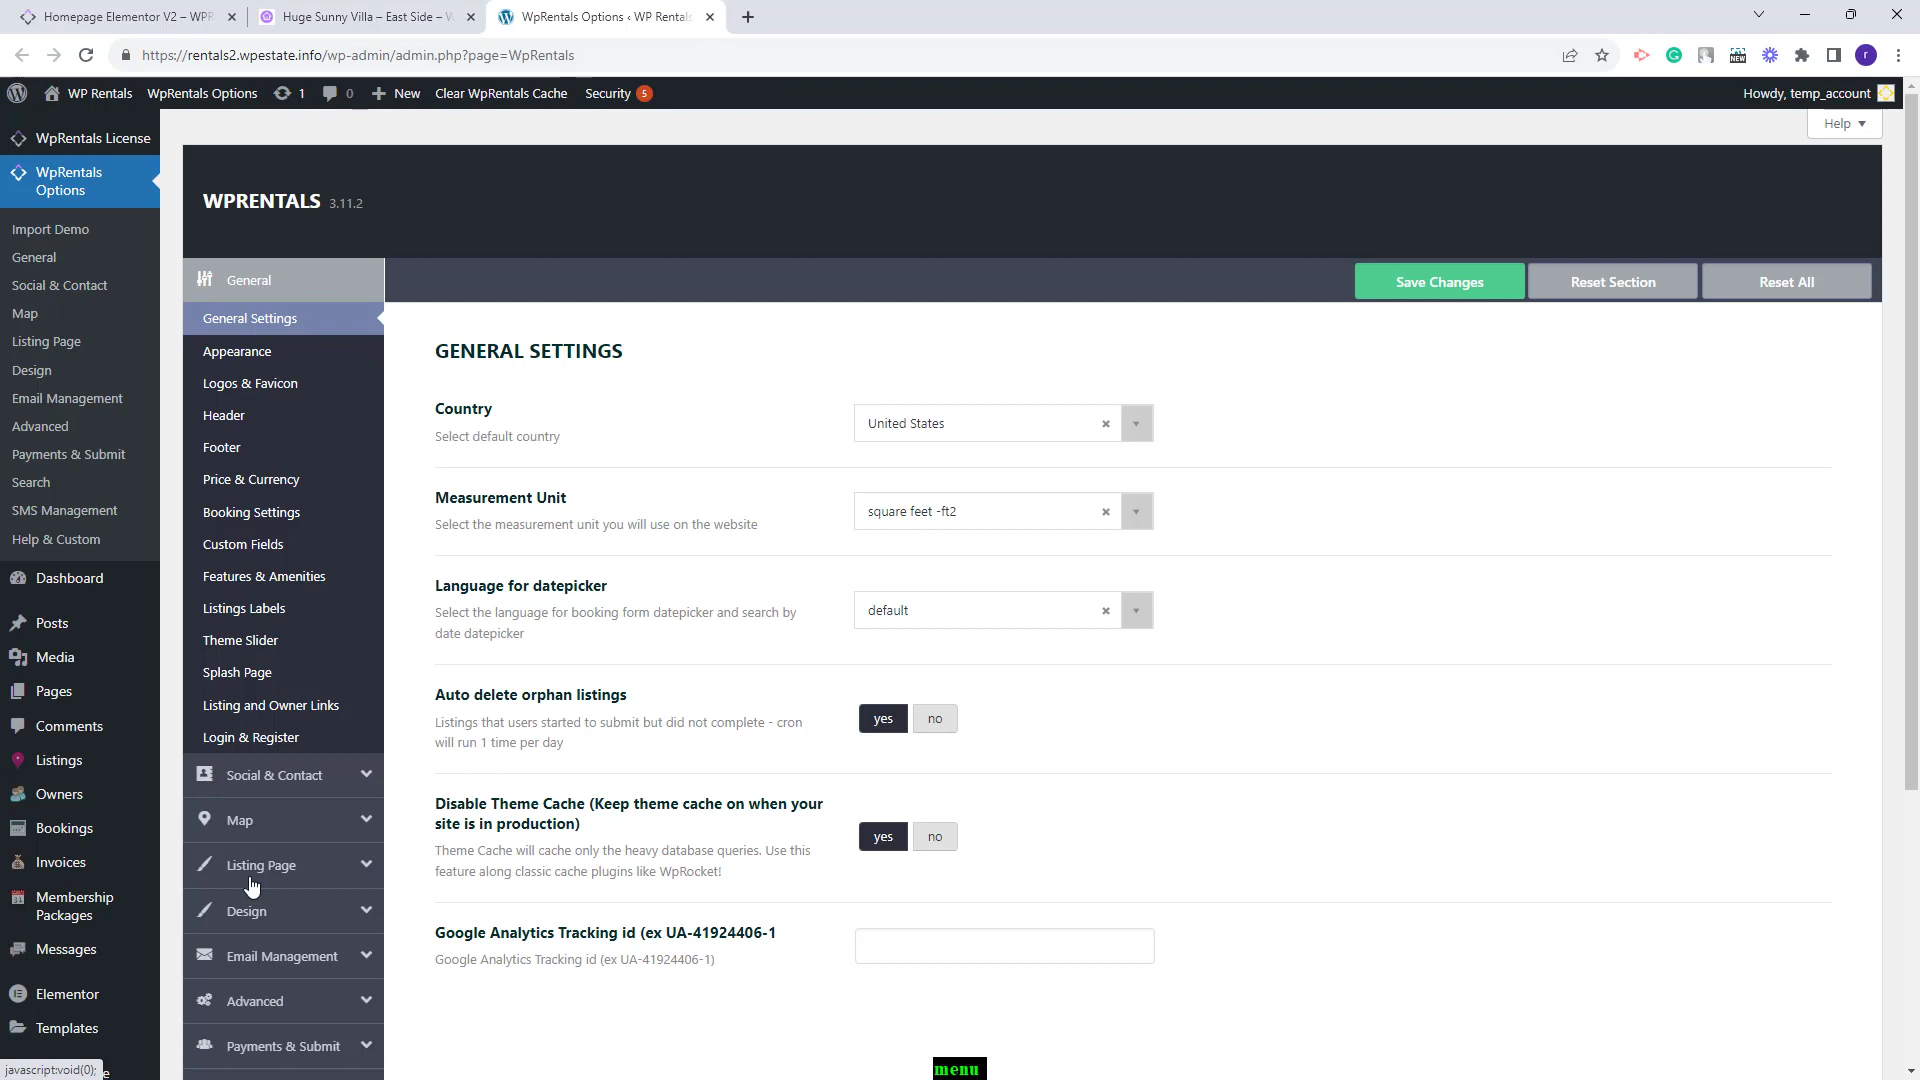 Homepage Elementor V2 – WPR
Huge Sunny Villa – East Side – W
WpRentals Options ‹ WP Rentals
https://rentals2.wpestate.info/wp-admin/admin.php?page=WpRentals
WP Rentals
WpRentals Options
1
0
New
Clear WpRentals Cache
Security
5
Howdy, temp_account
Help
WpRentals License
WpRentals
Options
Import Demo
General
Social & Contact
Map
Listing Page
Design
Email Management
Advanced
Payments & Submit
Search
SMS Management
Help & Custom
Dashboard
Posts
Media
Pages
Comments
Listings
Owners
Bookings
Invoices
Membership
Packages
Messages
Elementor
Templates
javascript:void(0);
WPRENTALS 3.11.2
General
General Settings
Appearance
Logos & Favicon
Header
Footer
Price & Currency
Booking Settings
Custom Fields
Features & Amenities
Listings Labels
Theme Slider
Splash Page
Listing and Owner Links
Login & Register
Social & Contact
Map
Listing Page
Design
Email Management
Advanced
Payments & Submit
Save Changes
Reset Section
Reset All
GENERAL SETTINGS
Country
Select default country
United States
Measurement Unit
Select the measurement unit you will use on the website
square feet -ft2
Language for datepicker
Select the language for booking form datepicker and search by
date datepicker
default
Auto delete orphan listings
Listings that users started to submit but did not complete - cron
will run 1 time per day
yes no
Disable Theme Cache (Keep theme cache on when your
site is in production)
Theme Cache will cache only the heavy database queries. Use this
feature along classic cache plugins like WpRocket!
yes no
Google Analytics Tracking id (ex UA-41924406-1
Google Analytics Tracking id (ex UA-41924406-1)
menu